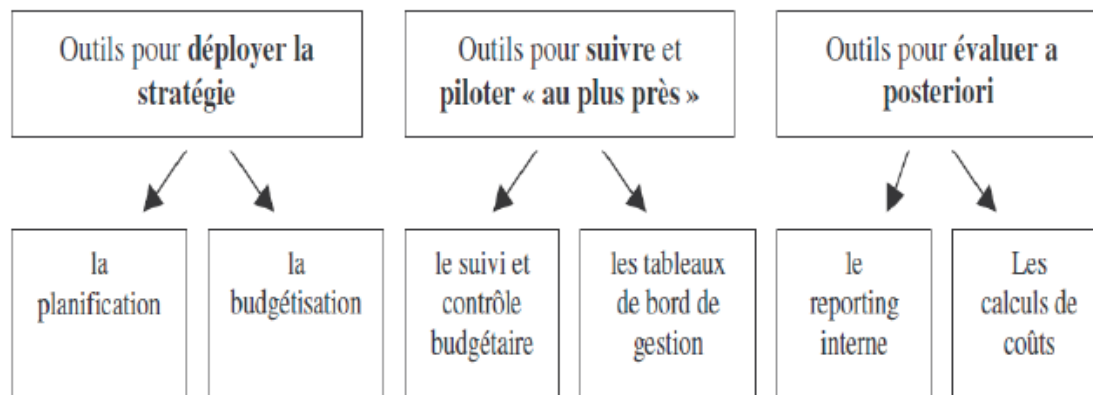 Outils pour déployer la
stratégie
Outils pour suivre et
piloter « au plus près »
Outils pour évaluer a
posteriori
la
planification
la
budgétisation
le suivi et
contrôle
budgétaire
les tableaux
de bord de
gestion
le
reporting
interne
Les
calculs de
coûts